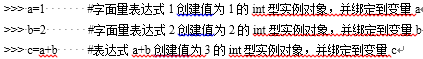 >>> a=1 #字面量表达式 1 创建值为 1 的 int 型实例对象，并绑定到变量 a
>>> b=2 #字面量表达式 2 创建值为 2 的 int 型实例对象，并绑定到变量 b
>>> c=a+b #表达式 a+b 创建值为 3 的 int 型实例对象，并绑定到变量 c